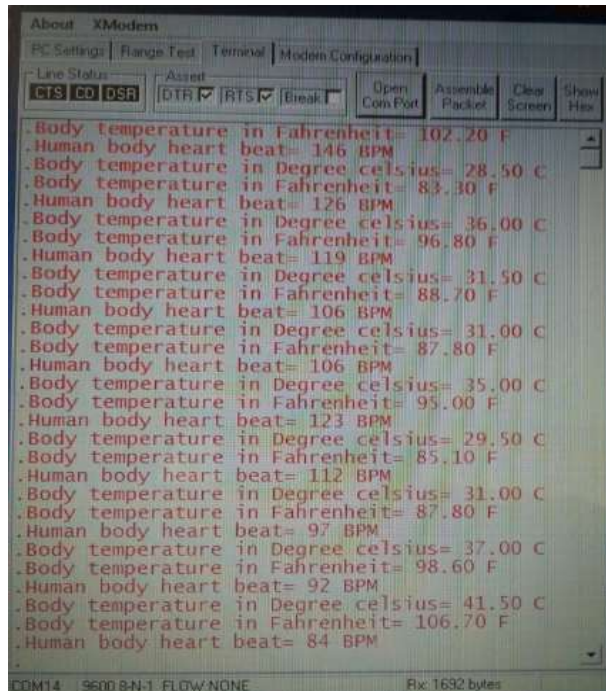 About XModem
PC Settings Range Test Terminal Modem Configuration
Line Status Assert
CTS CD DSR DTR RTS Break Open Com Port Assemble Packet Clear Screen Show Hex
.Body temperature in Fahrenheit= 102.20 F
.Human body heart beat= 146 BPM
.Body temperature in Degree celsius= 28.50 C
.Body temperature in Fahrenheit= 83.30 F
.Human body heart beat= 126 BPM
.Body temperature in Degree celsius= 36.00 C
.Body temperature in Fahrenheit= 96.80 F
.Human body heart beat= 119 BPM
.Body temperature in Degree celsius= 31.50 C
.Body temperature in Fahrenheit= 88.70 F
.Human body heart beat= 106 BPM
.Body temperature in Degree celsius= 31.00 C
.Body temperature in Fahrenheit= 87.80 F
.Human body heart beat= 106 BPM
.Body temperature in Degree celsius= 35.00 C
.Body temperature in Fahrenheit= 95.00 F
.Human body heart beat= 123 BPM
.Body temperature in Degree celsius= 29.50 C
.Body temperature in Fahrenheit= 85.10 F
.Human body heart beat= 112 BPM
.Body temperature in Degree celsius= 31.00 C
.Body temperature in Fahrenheit= 87.80 F
.Human body heart beat= 97 BPM
.Body temperature in Degree celsius= 37.00 C
.Body temperature in Fahrenheit= 98.60 F
.Human body heart beat= 92 BPM
.Body temperature in Degree celsius= 41.50 C
.Body temperature in Fahrenheit= 106.70 F
.Human body heart beat= 84 BPM
.
COM14 9600 8-N-1 FLOW:NONE Rx: 1692 bytes